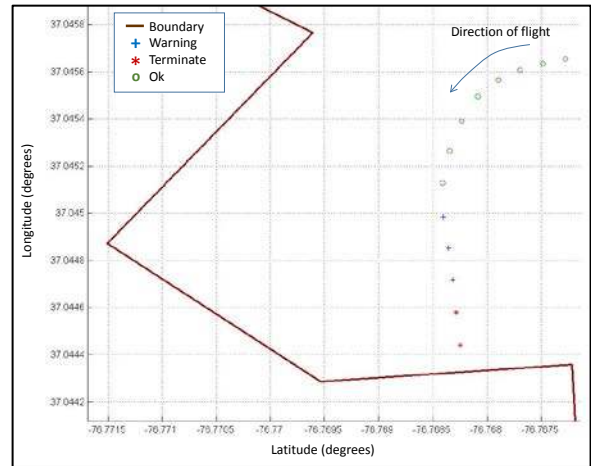 Boundary
Warning
Terminate
Ok
Direction of flight
Longitude (degrees)
37.0458
37.0456
37.0454
37.0452
37.045
37.0448
37.0446
37.0444
37.0442
-76.7715 -76.771 -76.7705 -76.77 -76.7695 -76.769 -76.7685 -76.768 -76.7675
Latitude (degrees)